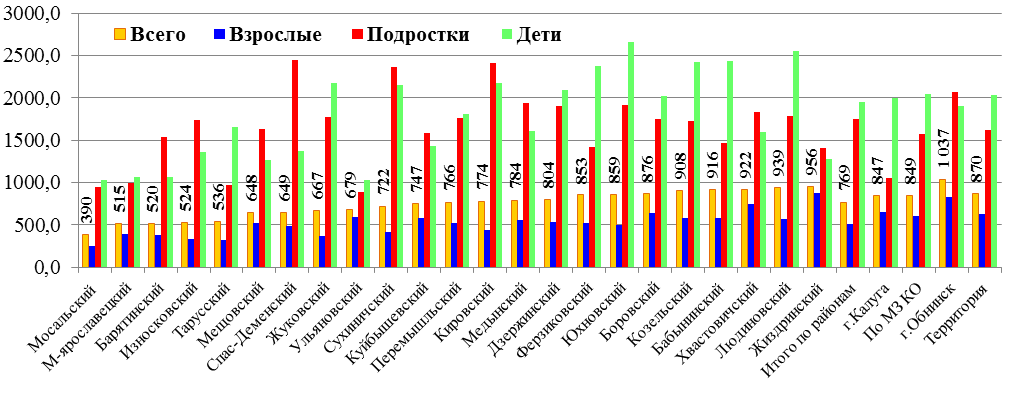 3000,0
2500,0
2000,0
1500,0
1000,0
500,0
0,0
Всего Взрослые Подростки Дети
390 515 520 524 536 648 649 667 679 722 747 766 774 784 804 853 859 876 908 916 922 939 956 769 847 849 1 037 870
Мосальский
М-ярославецкий
Барятинский
Износковский
Тарусский
Мещовский
Спас-Деменский
Жуковский
Ульяновский
Сухиничский
Куйбышевский
Перемышльский
Кировский
Медынский
Дзержинский
Ферзиковский
Юхновский
Боровский
Козельский
Бабынинский
Хвастовичский
Людиновский
Жиздринский
Итого по районам
г.Калуга
По МЗ КО
г.Обнинск
Территория